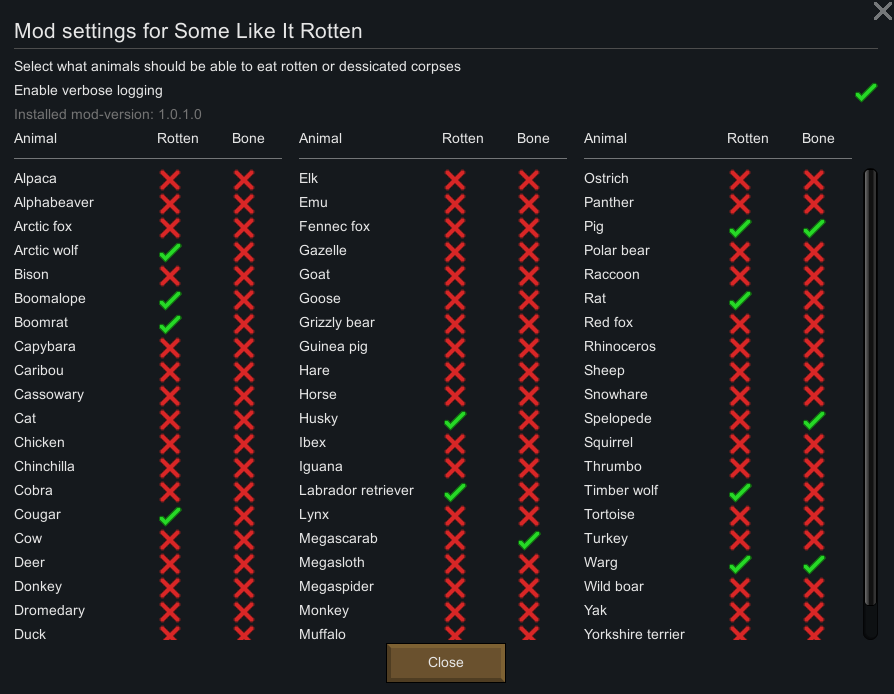 Mod settings for Some Like It Rotten
Select what animals should be able to eat rotten or dessicated corpses
Enable verbose logging
Installed mod-version: 1.0.1.0
Animal Rotten Bone Animal Rotten Bone Animal Rotten Bone
Alpaca Elk Ostrich
Alphabeaver Emu Panther
Arctic fox Fennec fox Pig
Arctic wolf Gazelle Polar bear
Bison Goat Raccoon
Boomalope Goose Rat
Boomrat Grizzly bear Red fox
Capybara Guinea pig Rhinoceros
Caribou Hare Sheep
Cassowary Horse Snowhare
Cat Husky Spelopede
Chicken Ibex Squirrel
Chinchilla Iguana Thrumbo
Cobra Labrador retriever Timber wolf
Cougar Lynx Tortoise
Cow Megascarab Turkey
Deer Megasloth Warg
Donkey Megaspider Wild boar
Dromedary Monkey Yak
Duck Muffalo Yorkshire terrier
Close